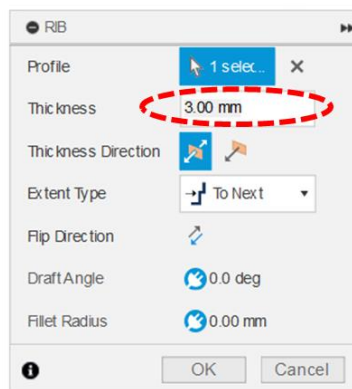 RIB
Profile 1 selec...
Thickness 3.00 mm
Thickness Direction
Extent Type To Next
Flip Direction
Draft Angle 0.0 deg
Fillet Radius 0.00 mm
OK Cancel